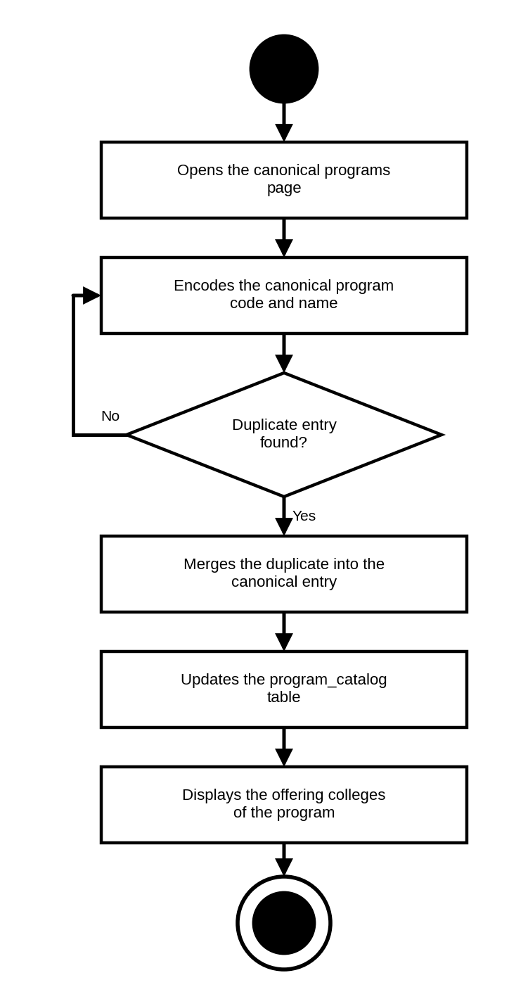 Opens the canonical programs
page
Encodes the canonical program
code and name
No
Duplicate entry
found?
Yes
Merges the duplicate into the
canonical entry
Updates the program_catalog
table
Displays the offering colleges
of the program